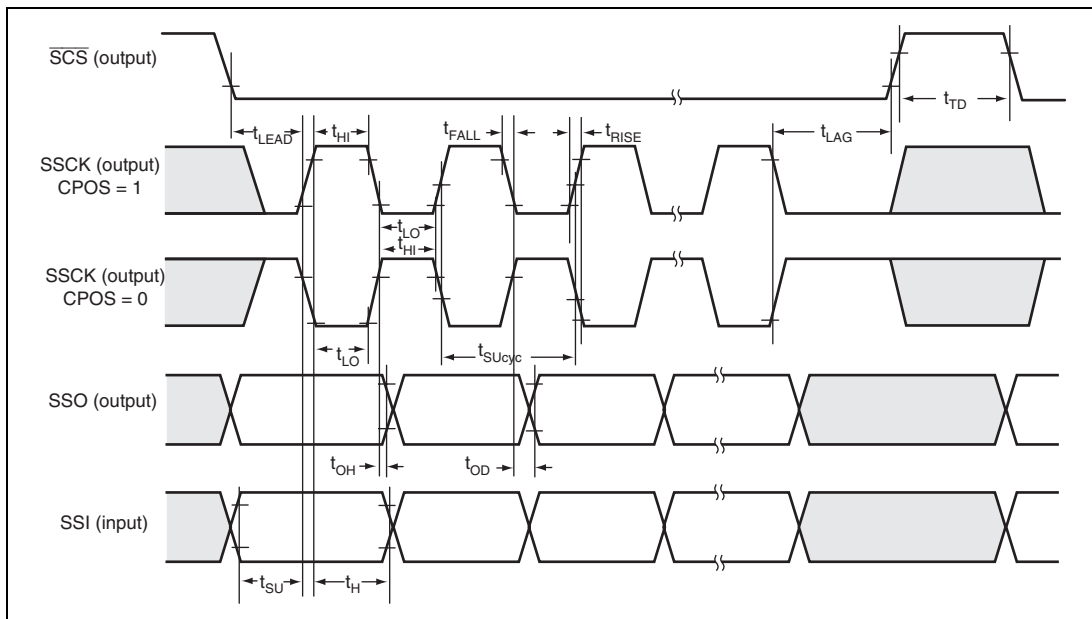 SCS (output)
tTD
tLEAD
tHI
tFALL
tRISE
tLAG
SSCK (output)
CPOS = 1
tLO
tHI
SSCK (output)
CPOS = 0
tLO
tSUcyc
SSO (output)
tOH
tOD
SSI (input)
tSU
tH